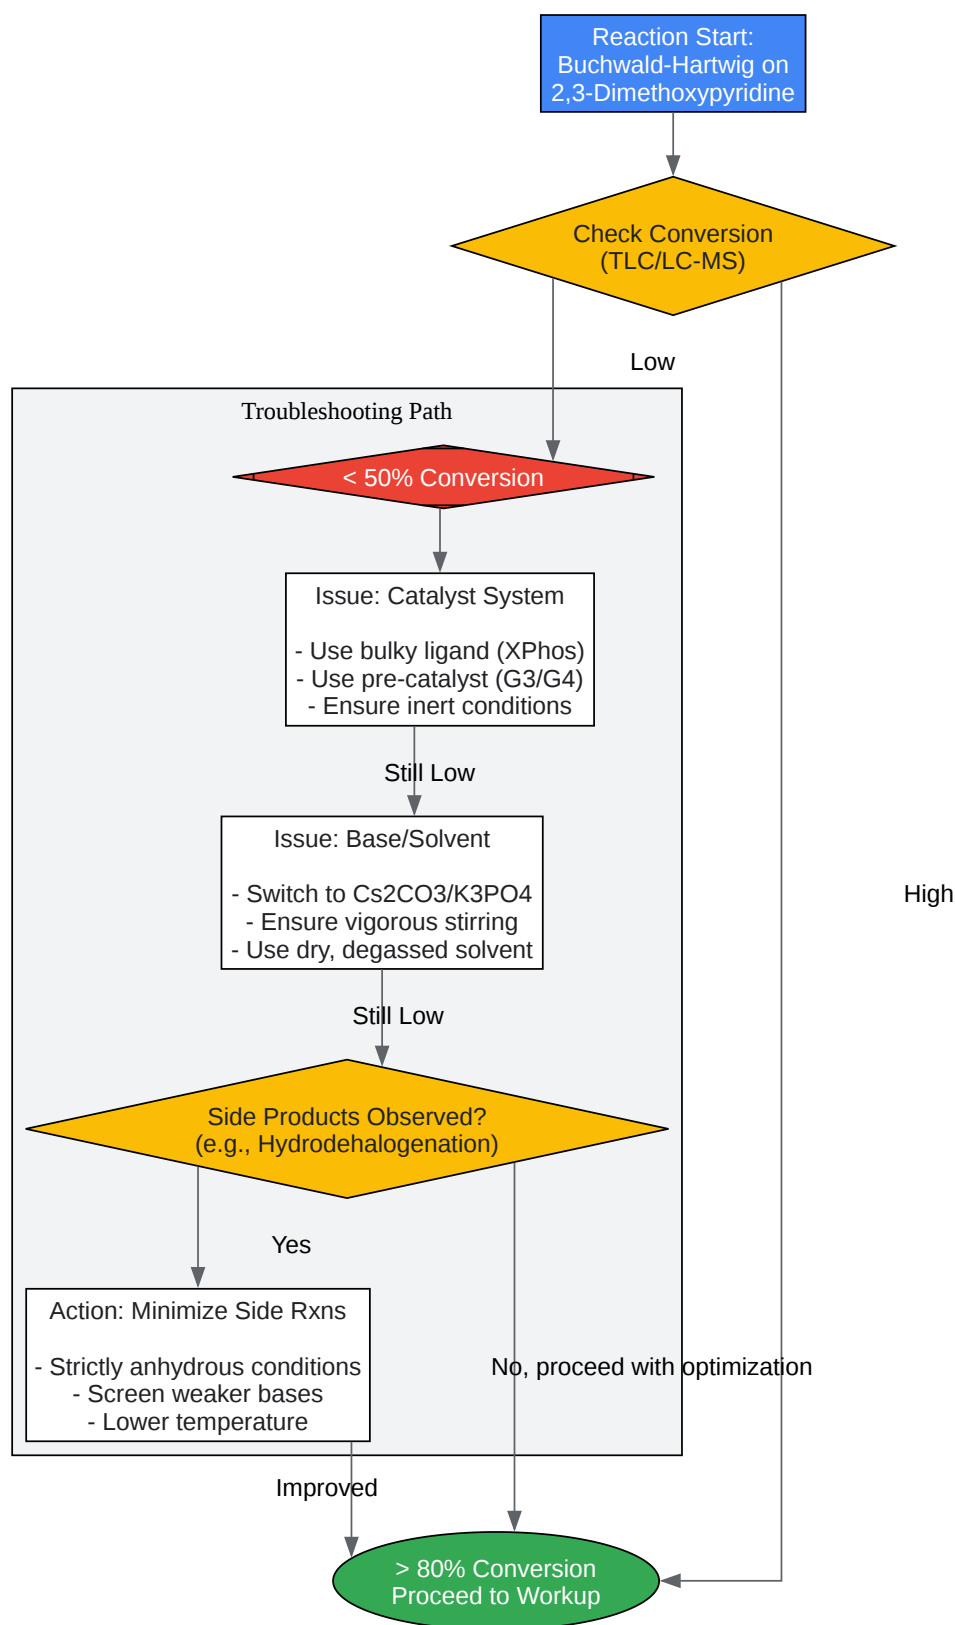 Reaction Start:
Buchwald-Hartwig on
2,3-Dimethoxypyridine
Check Conversion
(TLC/LC-MS)
Low
Troubleshooting Path
< 50% Conversion
Issue: Catalyst System
- Use bulky ligand (XPhos)
- Use pre-catalyst (G3/G4)
- Ensure inert conditions
Still Low
Issue: Base/Solvent
- Switch to Cs2CO3/K3PO4
- Ensure vigorous stirring
- Use dry, degassed solvent
High
Still Low
Side Products Observed?
(e.g., Hydrodehalogenation)
Yes
Action: Minimize Side Rxns
- Strictly anhydrous conditions
- Screen weaker bases
- Lower temperature
No, proceed with optimization
Improved
> 80% Conversion
Proceed to Workup